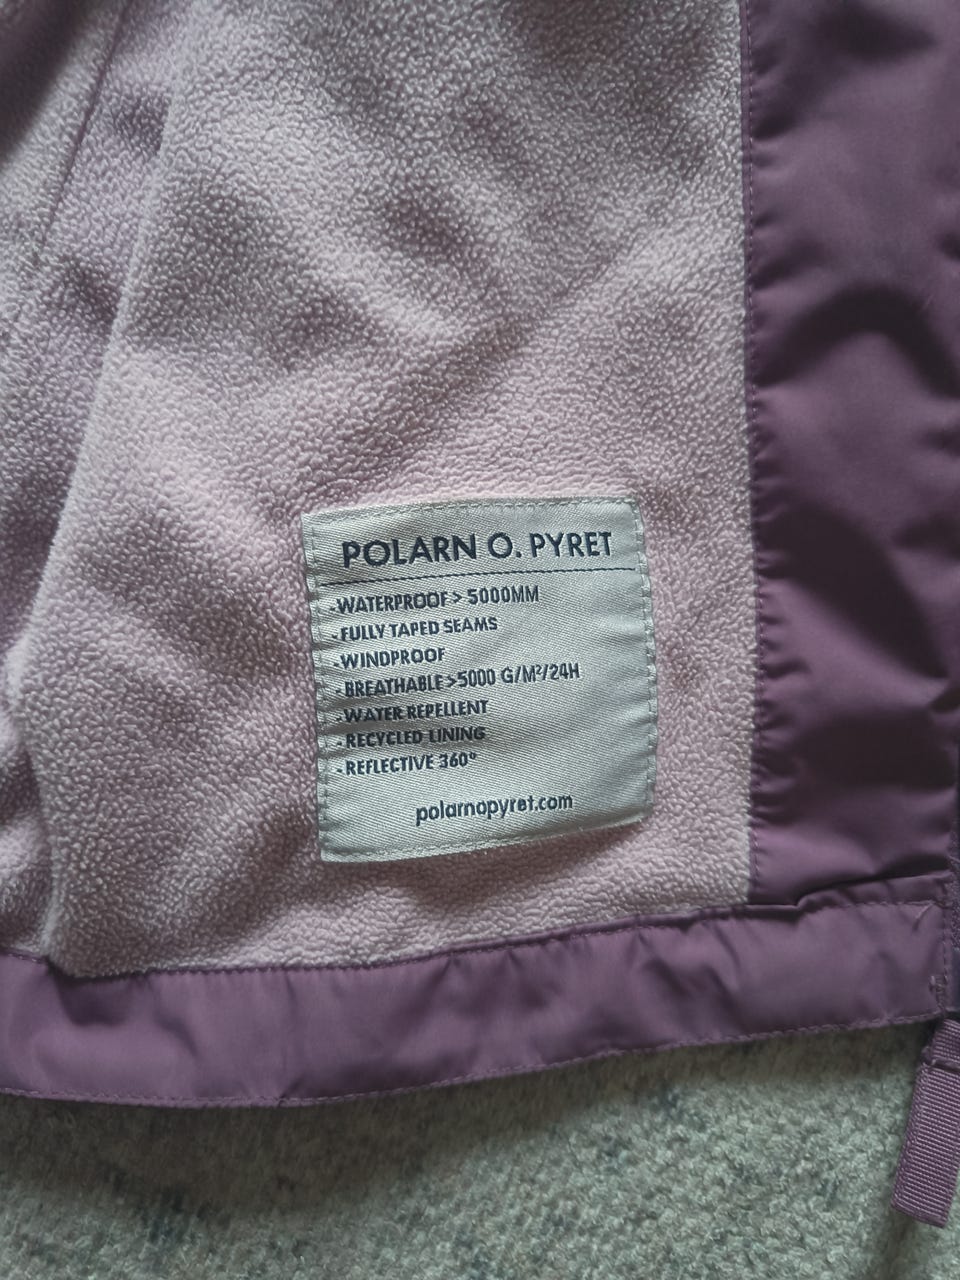 POLARN O. PYRET
-WATERPROOF > 5000MM
-FULLY TAPED SEAMS
-WINDPROOF
-BREATHABLE >5000 G/M²/24H
-WATER REPELLENT
-RECYCLED LINING
-REFLECTIVE 360°
polarnopyret.com